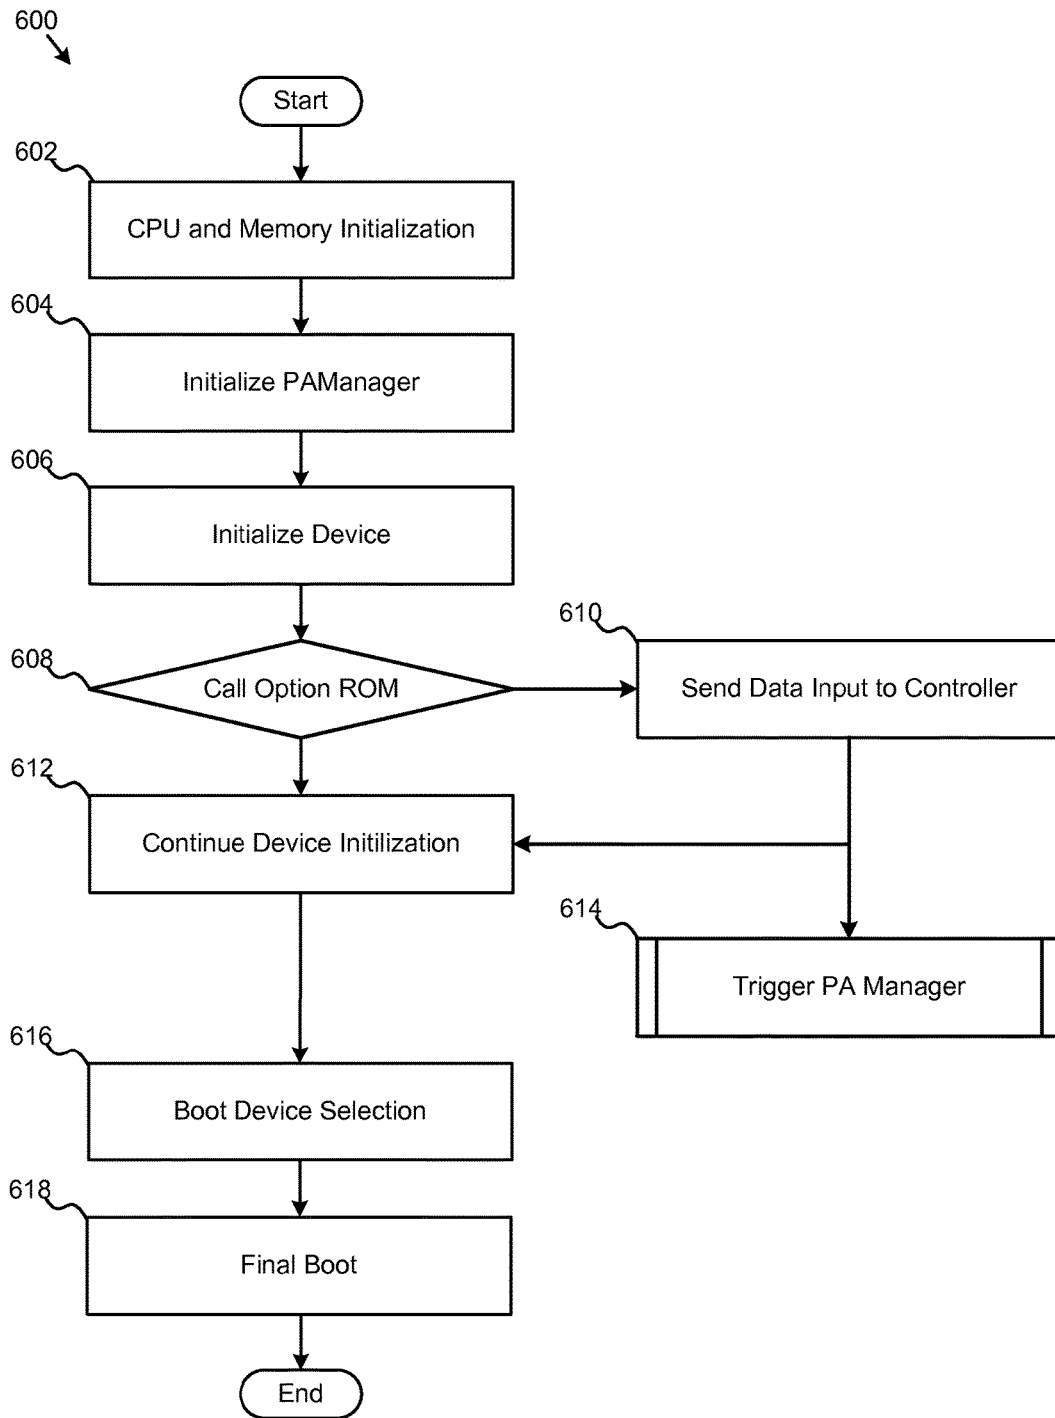 600
Start
602
CPU and Memory Initialization
604
Initialize PAManager
606
Initialize Device
610
608
Call Option ROM
Send Data Input to Controller
612
Continue Device Initilization
614
Trigger PA Manager
616
Boot Device Selection
618
Final Boot
End